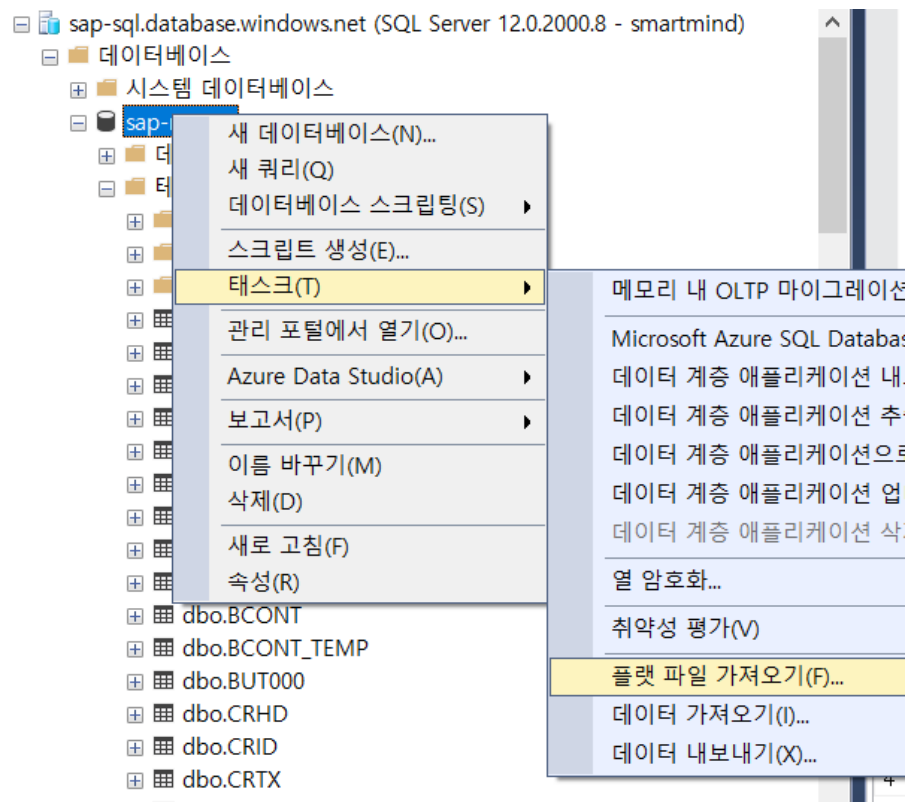 sap-sql.database.windows.net (SQL Server 12.0.2000.8 - smartmind)
데이터베이스
시스템 데이터베이스
새 데이터베이스(N)...
새 쿼리(Q)
데이터베이스 스크립팅(S)
스크립트 생성(E)...
태스크(T)
관리 포털에서 열기(O)...
Azure Data Studio(A)
보고서(P)
이름 바꾸기(M)
삭제(D)
새로 고침(F)
속성(R)
메모리 내 OLTP 마이그레이션
Microsoft Azure SQL
데이터 계층 애플리케이션
데이터 계층 애플리케이션
데이터 계층 애플리케이션으로
데이터 계층 애플리케이션 업
데이터 계층 애플리케이션
열 암호화...
취약성 평가(V)
플랫 파일 가져오기(F)...
데이터 가져오기(I)...
데이터 내보내기(X)...
dbo.BCONT
dbo.BCONT_TEMP
dbo.BUT000
dbo.CRHD
dbo.CRID
dbo.CRTX